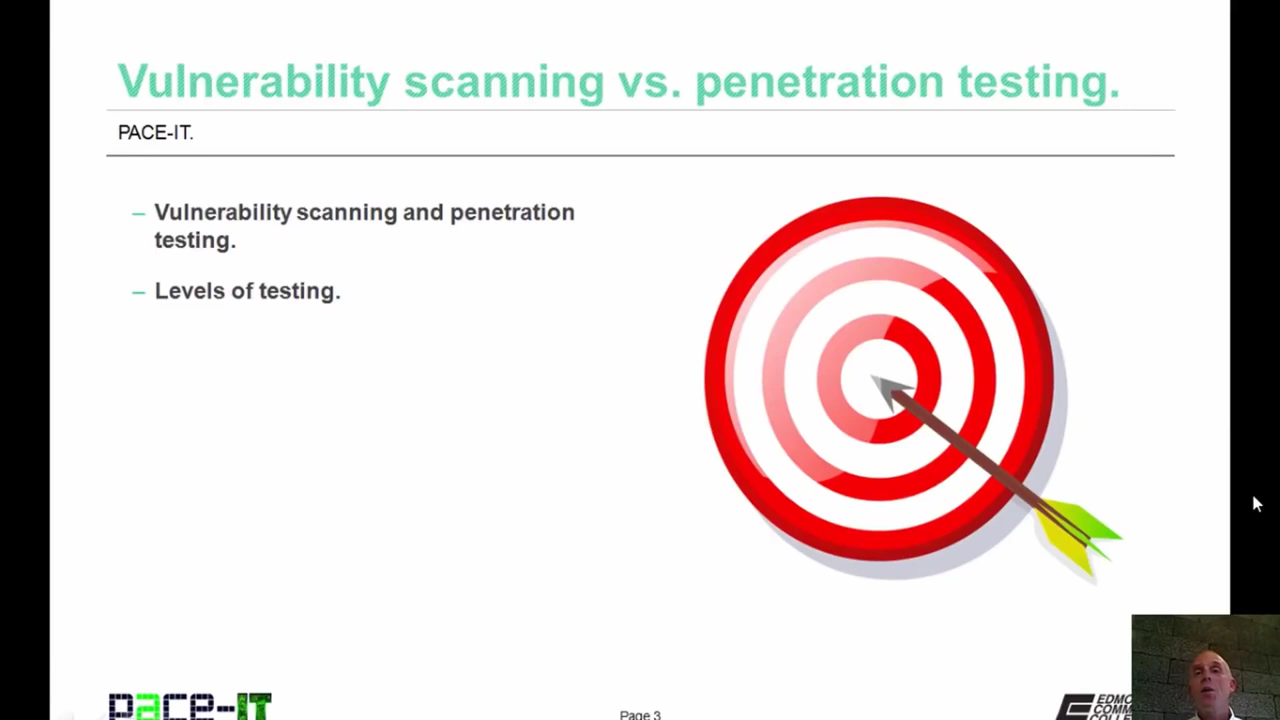 Vulnerability scanning vs. penetration testing.
PACE-IT.
– Vulnerability scanning and penetration
testing.
– Levels of testing.
pace-IT
Page 3